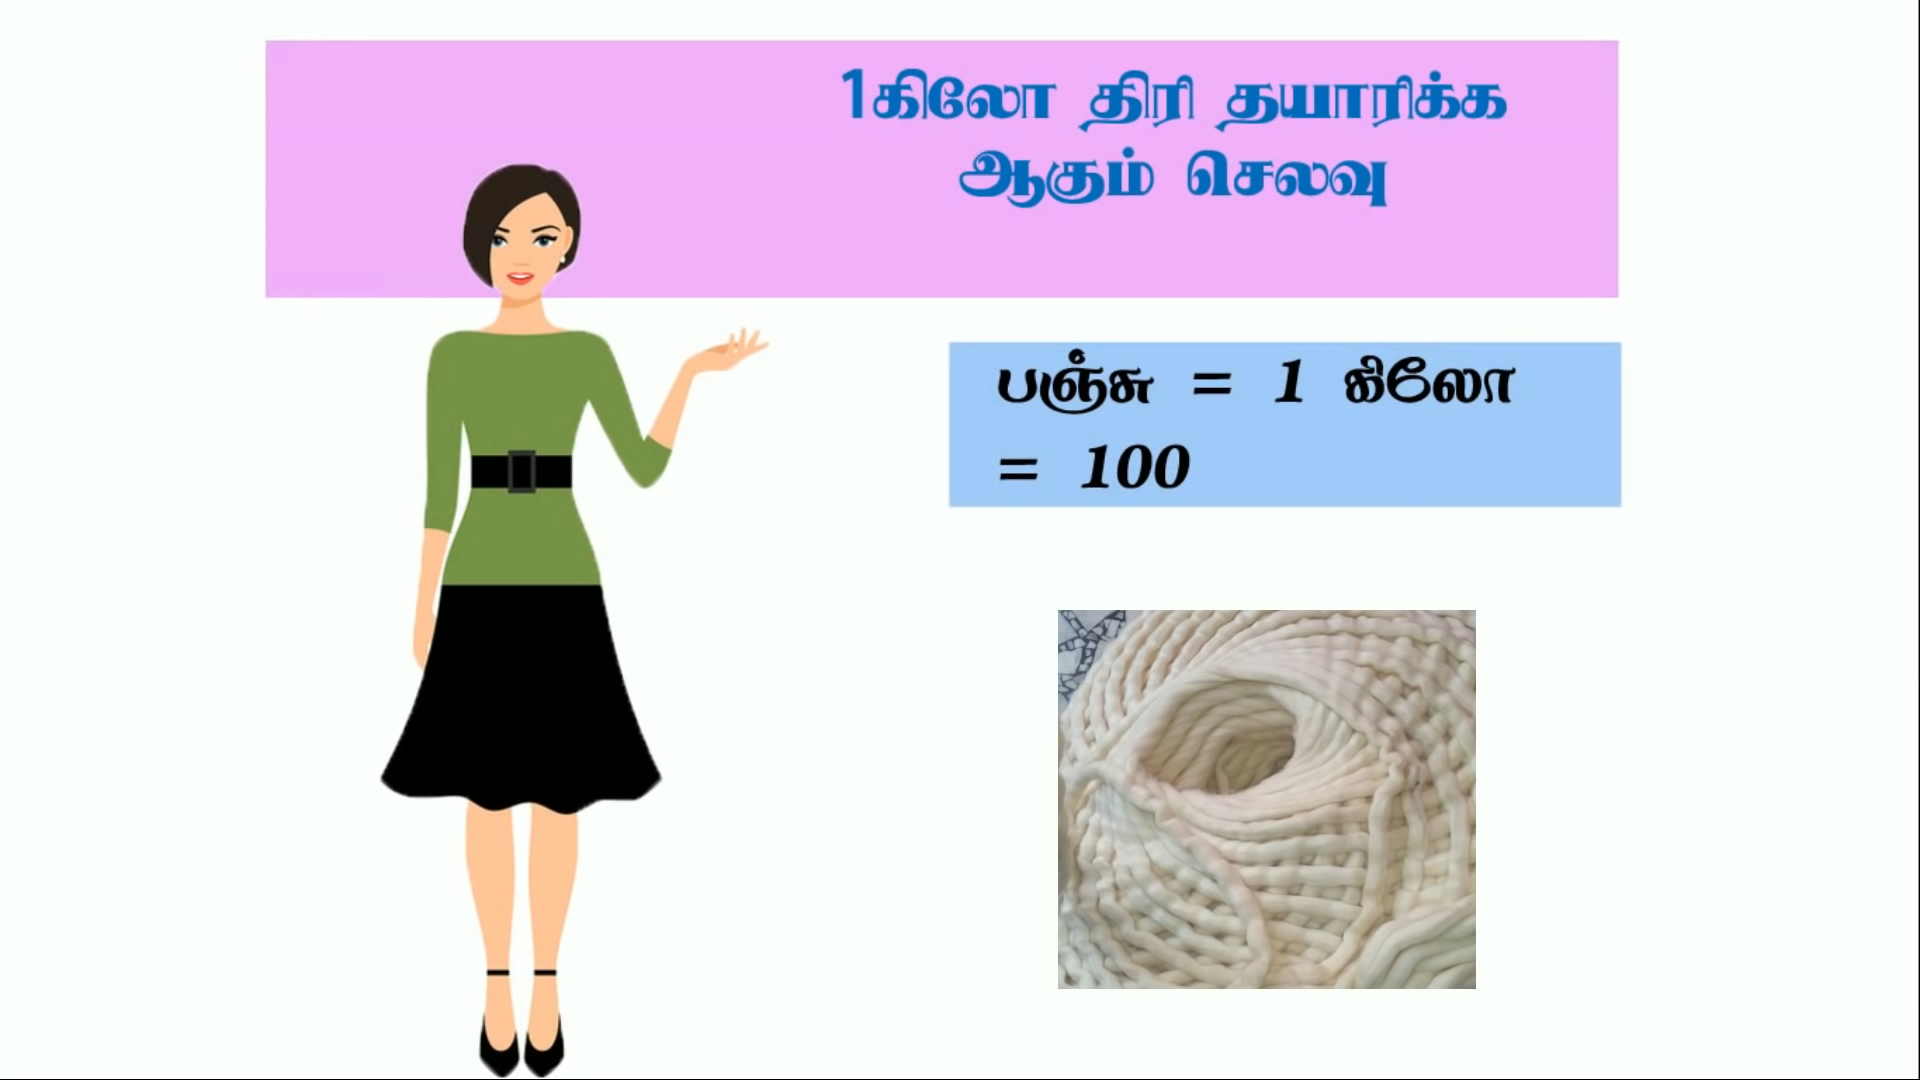 1கிலோ திரி தயாரிக்க
ஆகும் செலவு
பஞ்சு = 1 கிலோ
= 100